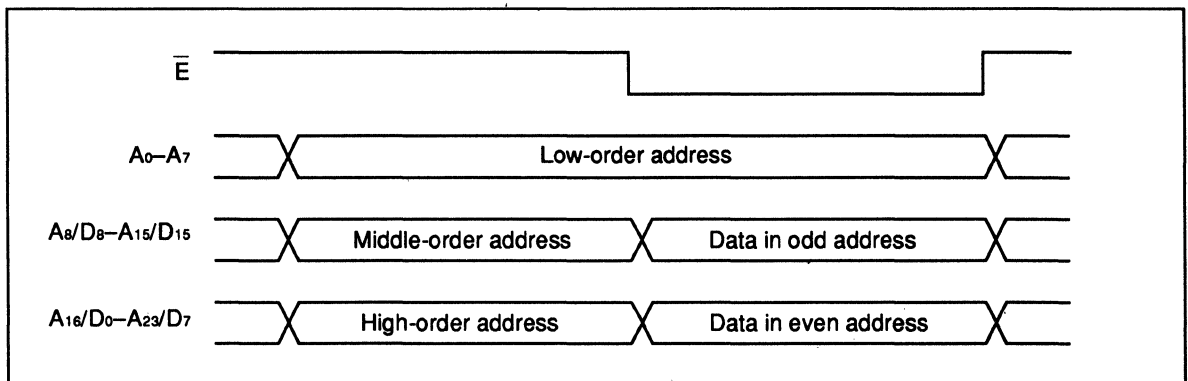 E̅
A0–A7
Low-order address
A8/D8–A15/D15
Middle-order address
Data in odd address
A16/D0–A23/D7
High-order address
Data in even address